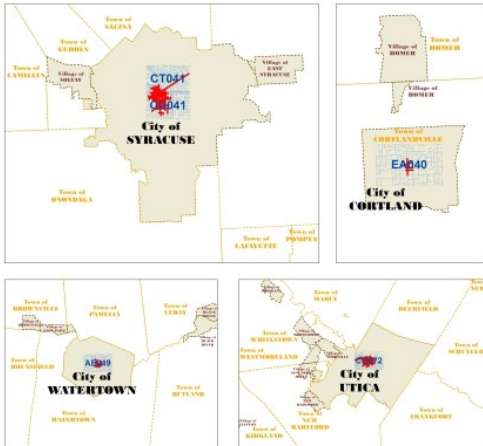 Town of
SALINA
Town of
GEDDES
Town of
CAMILLUS
Village of
SOLVAY
CT041
Village of
EAST
SYRACUSE
City of
SYRACUSE
Town of
ONONDAGA
Town of
LAFAYETTE
Town of
POMPEY
Town of
HOMER
Village of
HOMER
Village of
HOMER
Town of
CORTLANDVILLE
EA040
City of
CORTLAND
Town of
BROWNVILLE
Town of
PAMELIA
Town of
LERAY
Town of
HOUNSFIELD
City of
WATERTOWN
Town of
RUTLAND
Town of
WATERTOWN
Town of
MARCY
Town of
DEERFIELD
Town of
WHITESTOWN
Town of
WESTMORELAND
Town of
SCHUYLER
City of
UTICA
Town of
NEW
HARTFORD
Town of
KIRKLAND
Town of
FRANKFORT